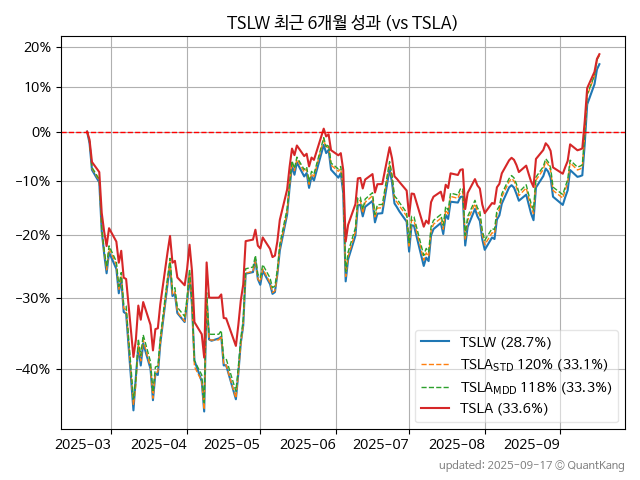 TSLW 최근 6개월 성과 (vs TSLA)
20%
10%
0%
−10%
−20%
−30%
−40%
TSLW (28.7%)
TSLA_STD 120% (33.1%)
TSLA_MDD 118% (33.3%)
TSLA (33.6%)
2025-03 2025-04 2025-05 2025-06 2025-07 2025-08 2025-09
updated: 2025-09-17 © QuantKang